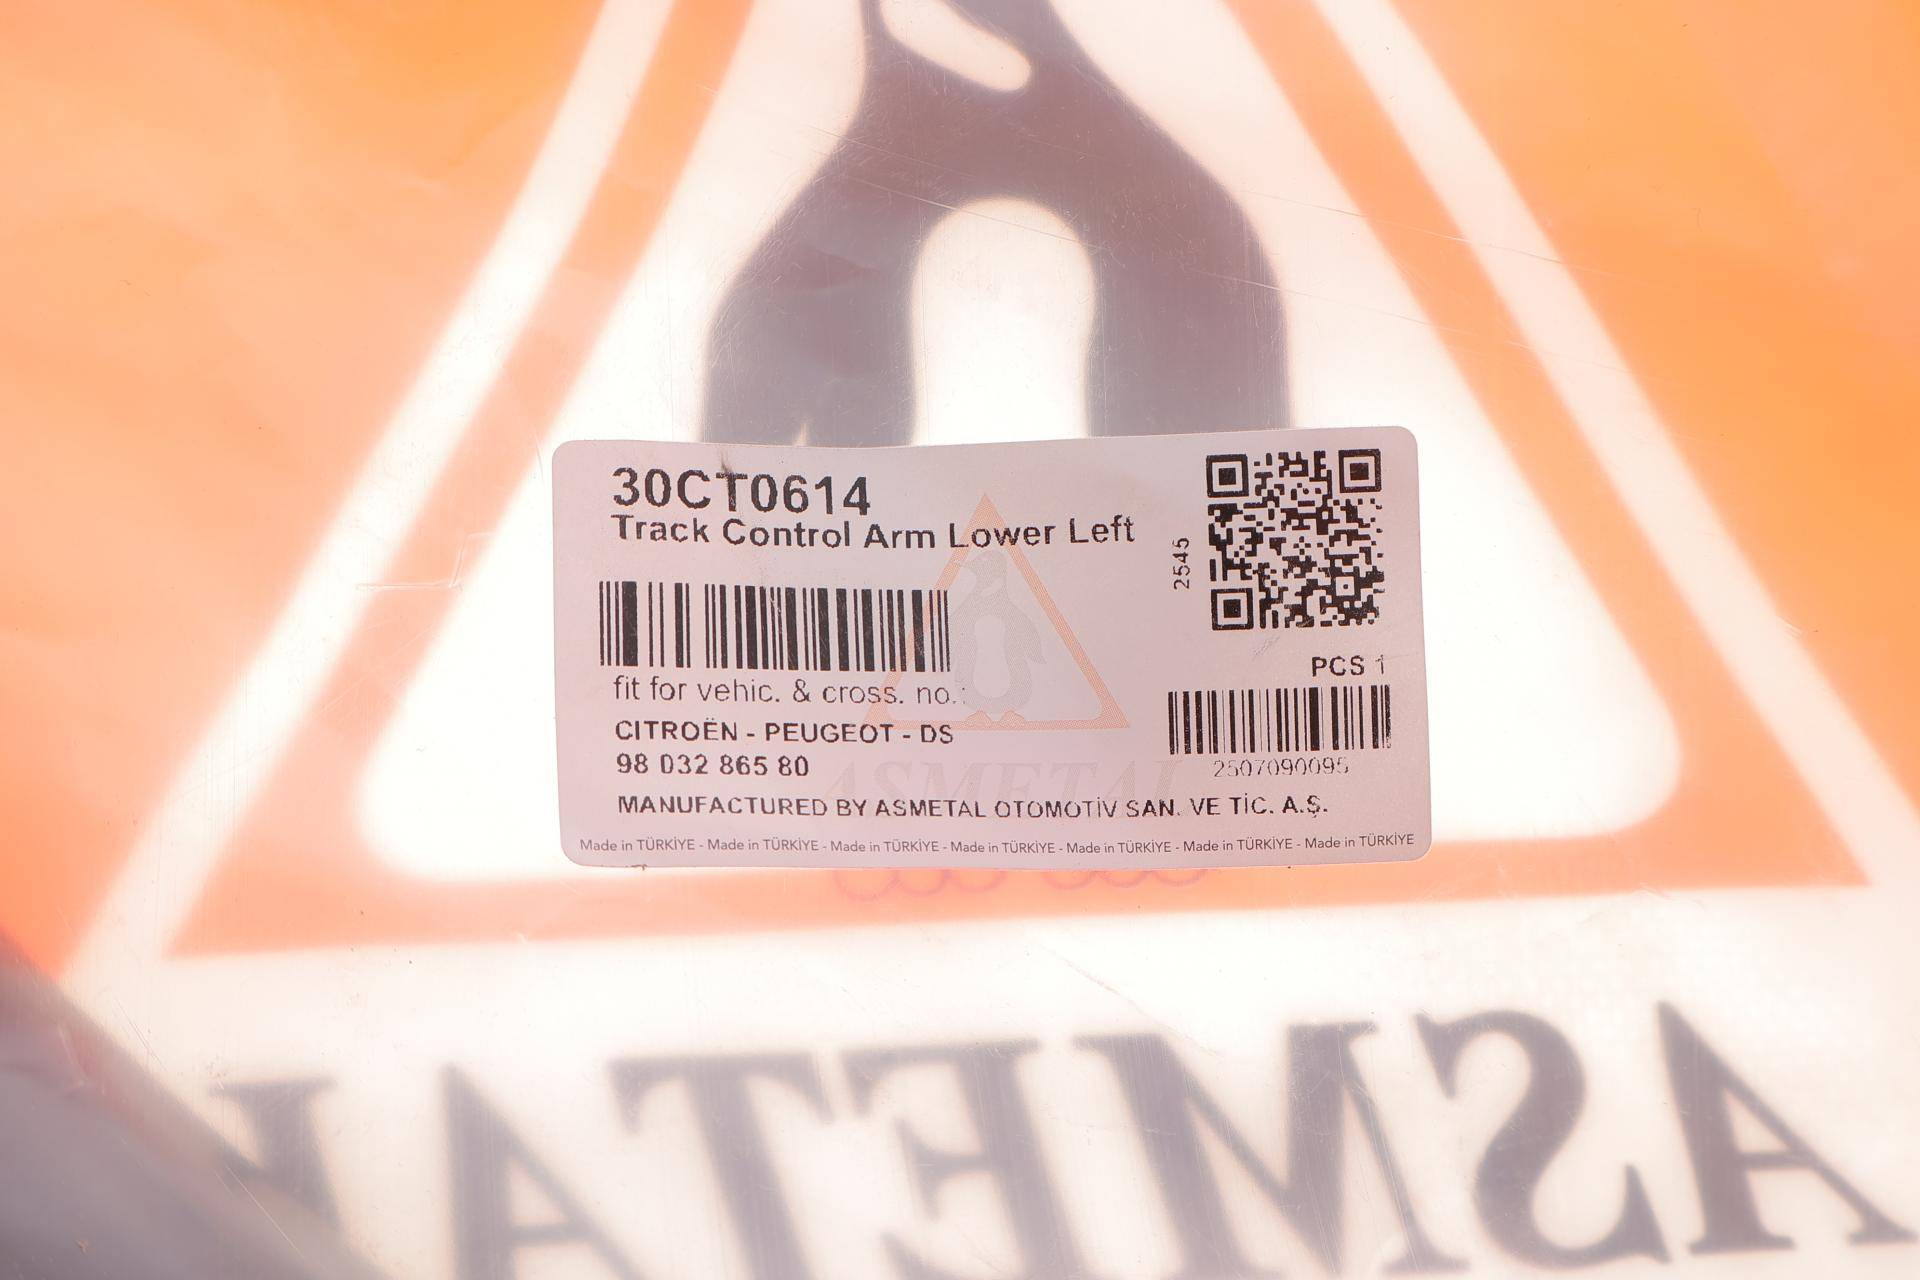 30CT0614
Track Control Arm Lower Left
2545
PCS 1
fit for vehic. & cross. no.:
CITROËN - PEUGEOT - DS
98 032 865 80
2507090095
ASMETAL
MANUFACTURED BY ASMETAL OTOMOTİV SAN. VE TİC. A.Ş.
Made in TÜRKİYE - Made in TÜRKİYE - Made in TÜRKİYE - Made in TÜRKİYE - Made in TÜRKİYE - Made in TÜRKİYE - Made in TÜRKİYE
ASMETAL